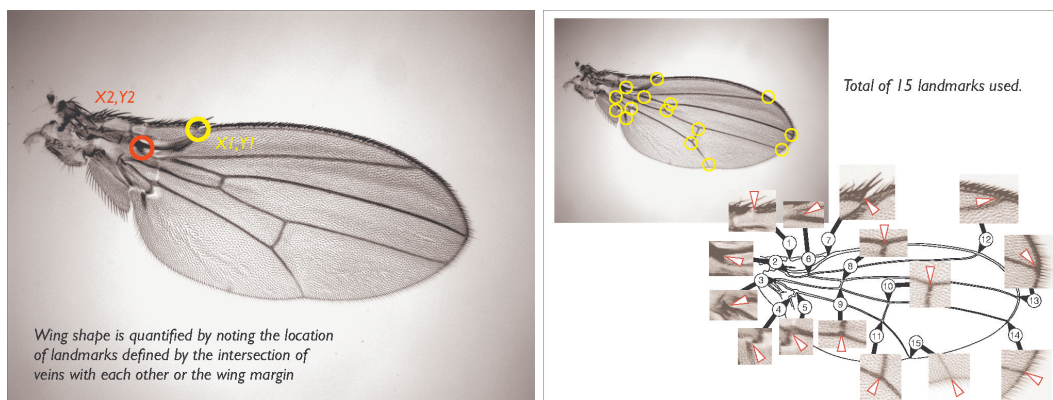 X2,Y2
X1,Y1
Wing shape is quantified by noting the location
of landmarks defined by the intersection of
veins with each other or the wing margin
Total of 15 landmarks used.
1
2
3
4
5
6
7
8
9
10
11
12
13
14
15